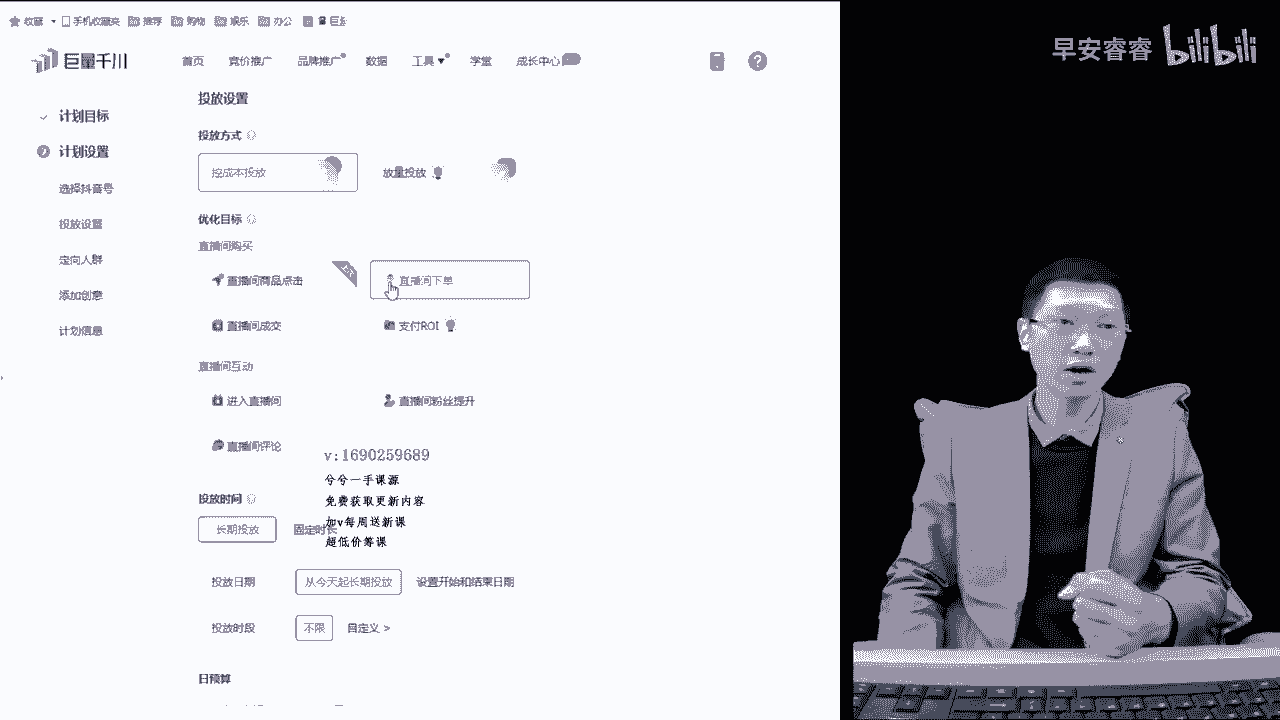 收藏 手机收藏夹 推荐 购物 娱乐 办公 巨量
早安睿睿 bilibili
巨量千川 首页 竞价推广 品牌推广 数据 工具 学堂 成长中心
计划目标
计划设置
选择抖音号
投放设置
定向人群
添加创意
计划信息
投放设置
投放方式
控成本投放 放量投放
优化目标
直播间购买
直播间商品点击 直播间下单
直播间成交 支付ROI
直播间互动
进入直播间 直播间粉丝提升
直播间评论
v:1690259689
兮兮一手课源
免费获取更新内容
加v每周送新课
超低价筹课
投放时间
长期投放 固定时长
投放日期 从今天起长期投放 设置开始和结束日期
投放时段 不限 自定义 >
日预算